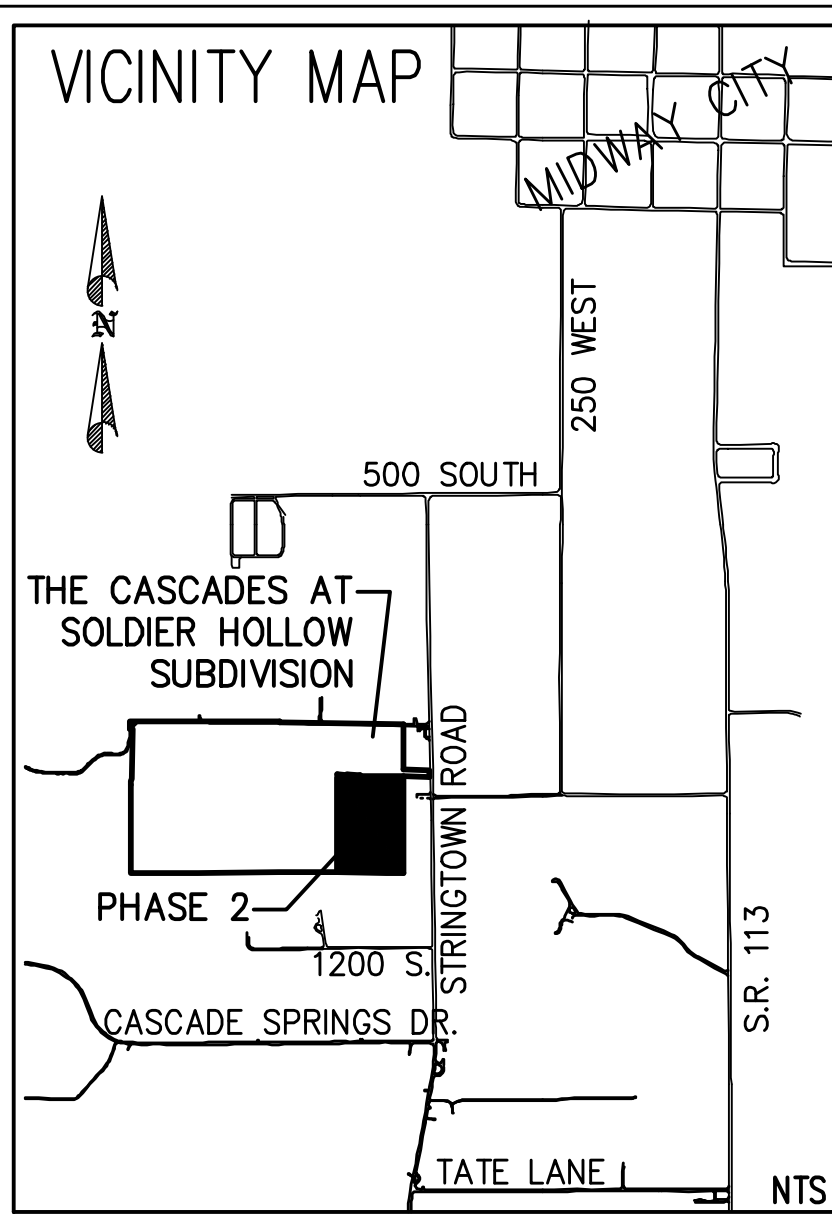 VICINITY MAP
MIDWAY CITY
N
250 WEST
500 SOUTH
THE CASCADES AT
SOLDIER HOLLOW
SUBDIVISION
STRINGTOWN ROAD
PHASE 2
1200 S.
S.R. 113
CASCADE SPRINGS DR.
TATE LANE
NTS